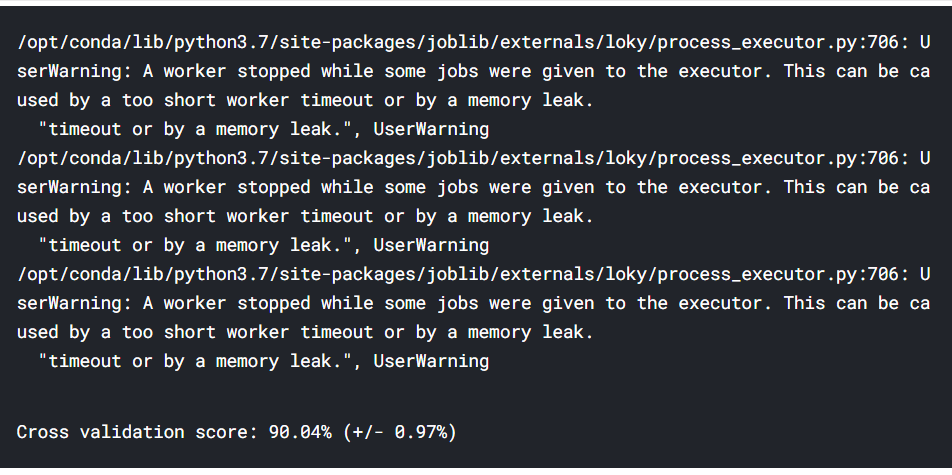 /opt/conda/lib/python3.7/site-packages/joblib/externals/loky/process_executor.py:706: U
serWarning: A worker stopped while some jobs were given to the executor. This can be ca
used by a too short worker timeout or by a memory leak.
  "timeout or by a memory leak.", UserWarning
/opt/conda/lib/python3.7/site-packages/joblib/externals/loky/process_executor.py:706: U
serWarning: A worker stopped while some jobs were given to the executor. This can be ca
used by a too short worker timeout or by a memory leak.
  "timeout or by a memory leak.", UserWarning
/opt/conda/lib/python3.7/site-packages/joblib/externals/loky/process_executor.py:706: U
serWarning: A worker stopped while some jobs were given to the executor. This can be ca
used by a too short worker timeout or by a memory leak.
  "timeout or by a memory leak.", UserWarning
Cross validation score: 90.04% (+/- 0.97%)